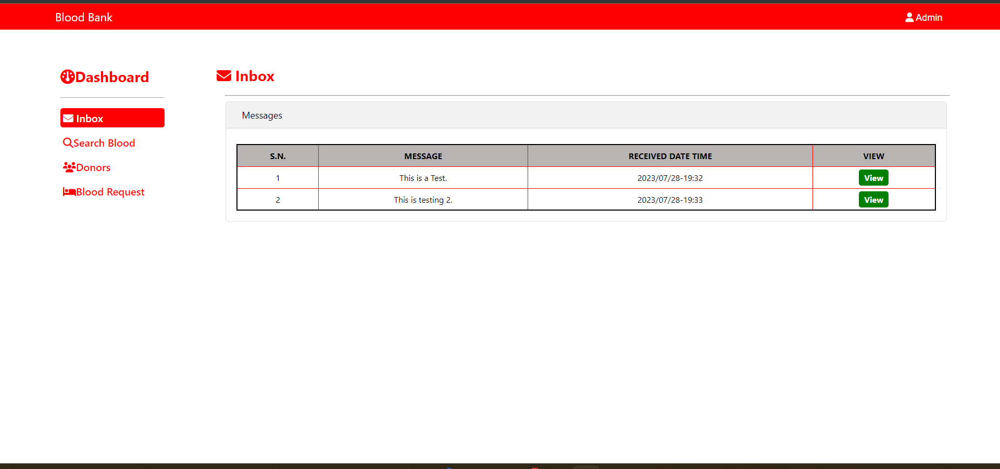 Blood Bank
Admin
Dashboard
Inbox
Search Blood
Donors
Blood Request
Inbox
Messages
S.N. MESSAGE RECEIVED DATE TIME VIEW
1 This is a Test. 2023/07/28-19:32 View
2 This is testing 2. 2023/07/28-19:33 View